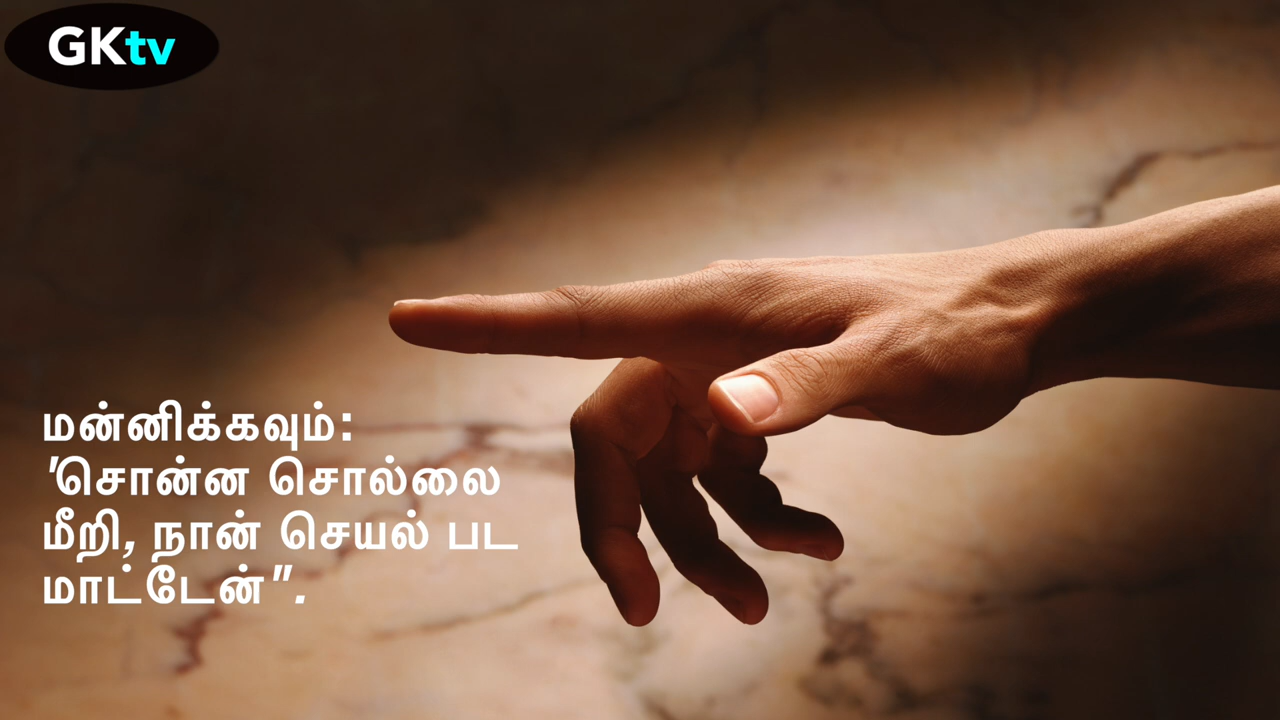 GKtv
மன்னிக்கவும்:
"சொன்ன சொல்லை
மீறி, நான் செயல் பட
மாட்டேன்".